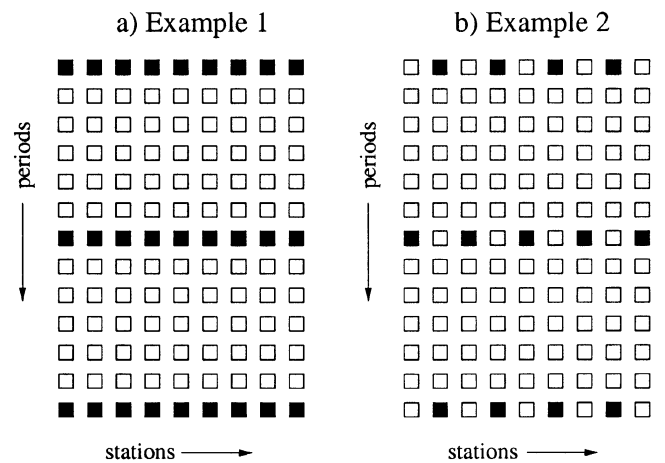 a) Example 1
b) Example 2
periods
periods
stations
stations